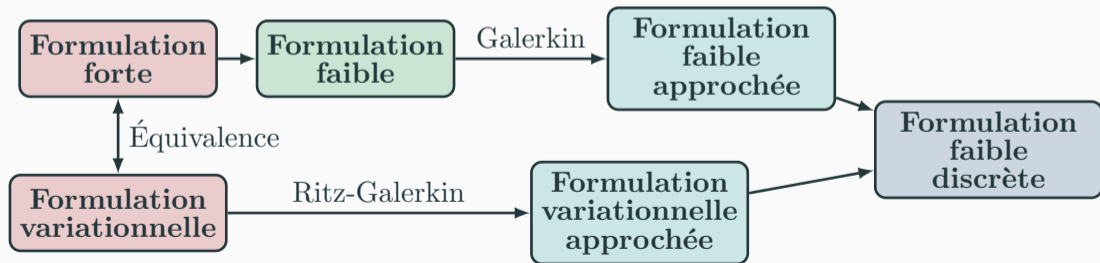 Formulation
forte
Formulation
faible
Galerkin
Formulation
faible
approchée
Équivalence
Formulation
variationnelle
Ritz-Galerkin
Formulation
variationnelle
approchée
Formulation
faible
discrète